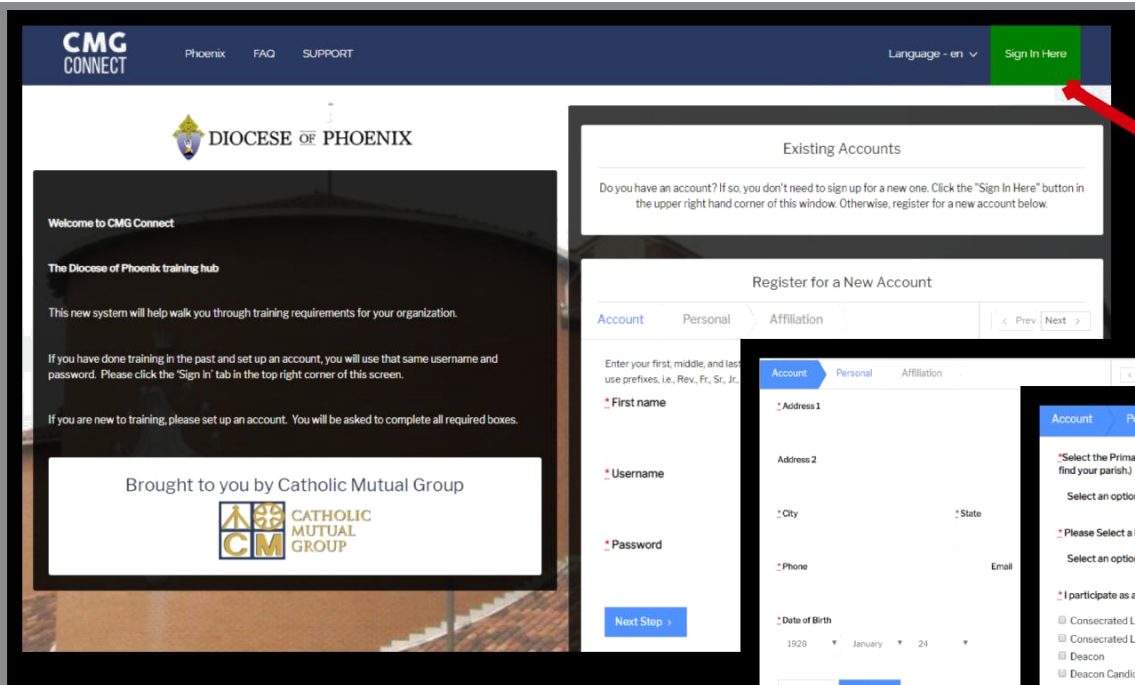 CMG
CONNECT
Phoenix FAQ SUPPORT
Language - en
Sign In Here
DIOCESE OF PHOENIX
Welcome to CMG Connect
The Diocese of Phoenix training hub
This new system will help walk you through training requirements for your organization.
If you have done training in the past and set up an account, you will use that same username and
password. Please click the 'Sign in' tab in the top right corner of this screen.
If you are new to training, please set up an account. You will be asked to complete all required boxes.
Brought to you by Catholic Mutual Group
CM
CATHOLIC
MUTUAL
GROUP
Existing Accounts
Do you have an account? If so, you don't need to sign up for a new one. Click the "Sign In Here" button in
the upper right hand corner of this window. Otherwise, register for a new account below.
Register for a New Account
Account Personal Affiliation
< Prev Next >
Enter your first, middle, and last
use prefixes, i.e., Rev., Fr., Sr., Jr.,
* First name
* Username
* Password
Next Step >
Account Personal Affiliation
* Address 1
Address 2
* City * State
* Phone Email
* Date of Birth
1928 January 24
Account
*Select the
find your parish.)
Select an
* Please Select a
Select an
* I participate as
Consecrated
Consecrated
Deacon
Deacon